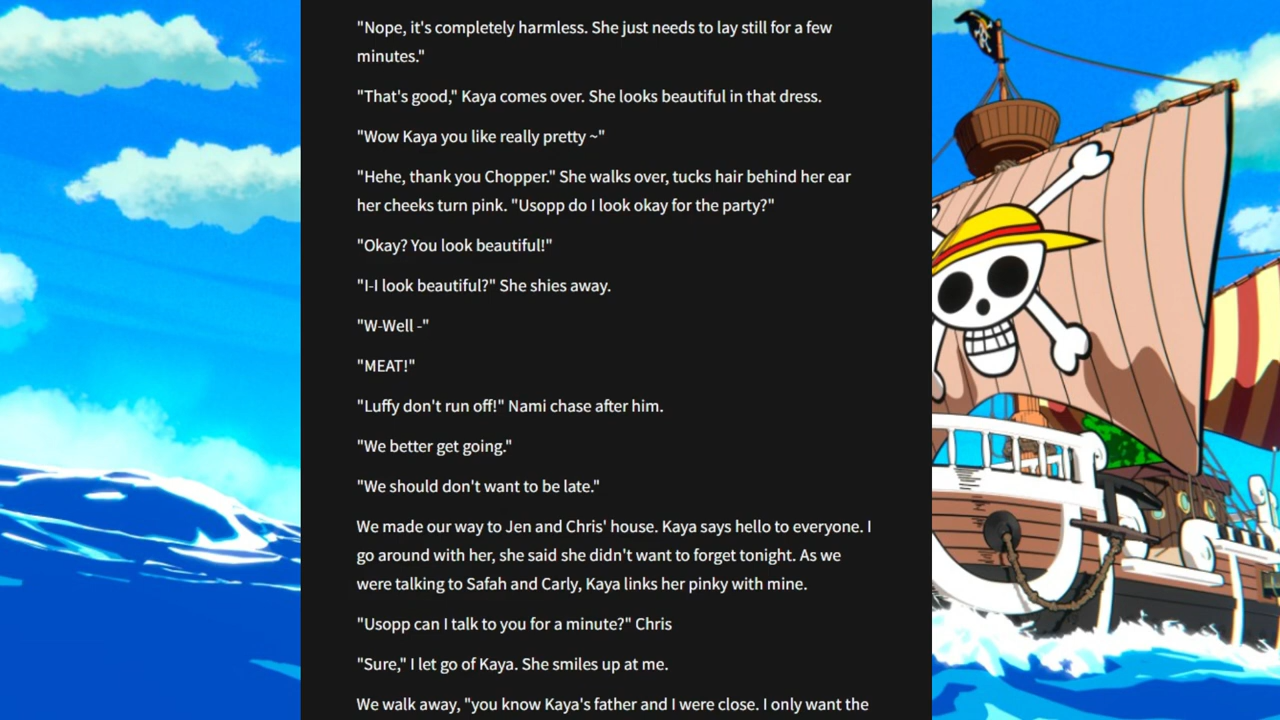 "Nope, it's completely harmless. She just needs to lay still for a few
minutes."
"That's good," Kaya comes over. She looks beautiful in that dress.
"Wow Kaya you like really pretty ~"
"Hehe, thank you Chopper." She walks over, tucks hair behind her ear
her cheeks turn pink. "Usopp do I look okay for the party?"
"Okay? You look beautiful!"
"I-I look beautiful?" She shies away.
"W-Well -"
"MEAT!"
"Luffy don't run off!" Nami chase after him.
"We better get going."
"We should don't want to be late."
We made our way to Jen and Chris' house. Kaya says hello to everyone. I
go around with her, she said she didn't want to forget tonight. As we
were talking to Safah and Carly, Kaya links her pinky with mine.
"Usopp can I talk to you for a minute?" Chris
"Sure," I let go of Kaya. She smiles up at me.
We walk away, "you know Kaya's father and I were close. I only want the